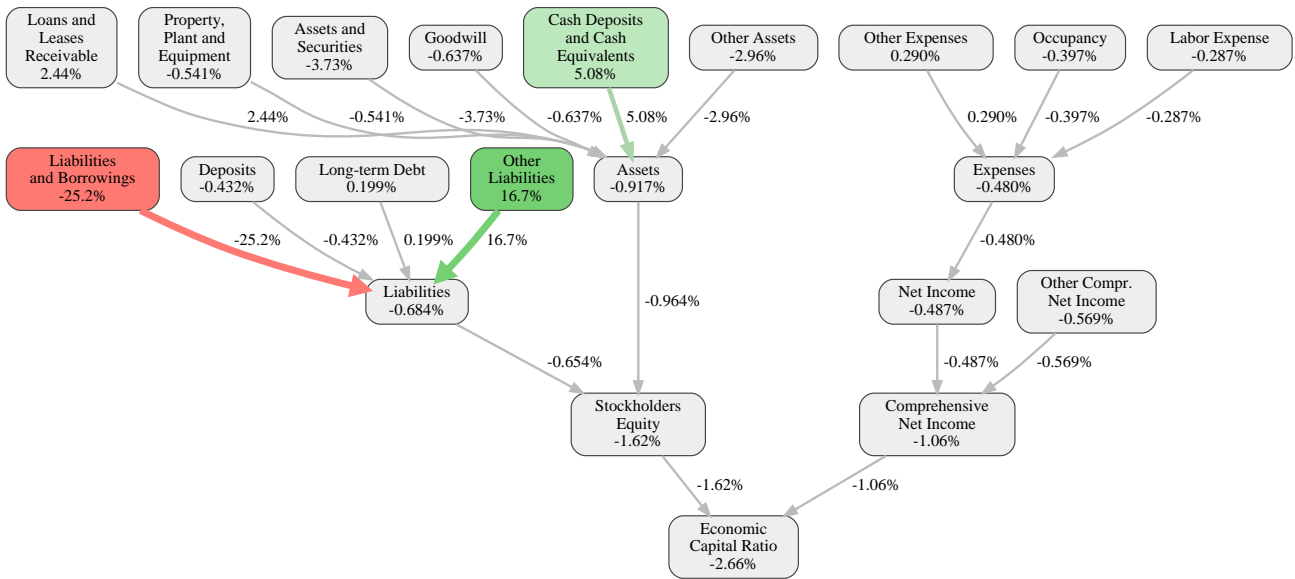 Loans and
Leases
Receivable
2.44%
Property,
Plant and
Equipment
-0.541%
Assets and
Securities
-3.73%
Goodwill
-0.637%
Cash Deposits
and Cash
Equivalents
5.08%
Other Assets
-2.96%
Other Expenses
0.290%
Occupancy
-0.397%
Labor Expense
-0.287%
2.44%
-0.541%
-3.73%
-0.637%
5.08%
-2.96%
0.290%
-0.397%
-0.287%
Liabilities
and Borrowings
-25.2%
Deposits
-0.432%
Long-term Debt
0.199%
Other
Liabilities
16.7%
Assets
-0.917%
Expenses
-0.480%
-25.2%
-0.432%
0.199%
16.7%
-0.480%
Liabilities
-0.684%
-0.964%
Net Income
-0.487%
Other Compr.
Net Income
-0.569%
-0.654%
-0.487%
-0.569%
Stockholders
Equity
-1.62%
Comprehensive
Net Income
-1.06%
-1.62%
-1.06%
Economic
Capital Ratio
-2.66%